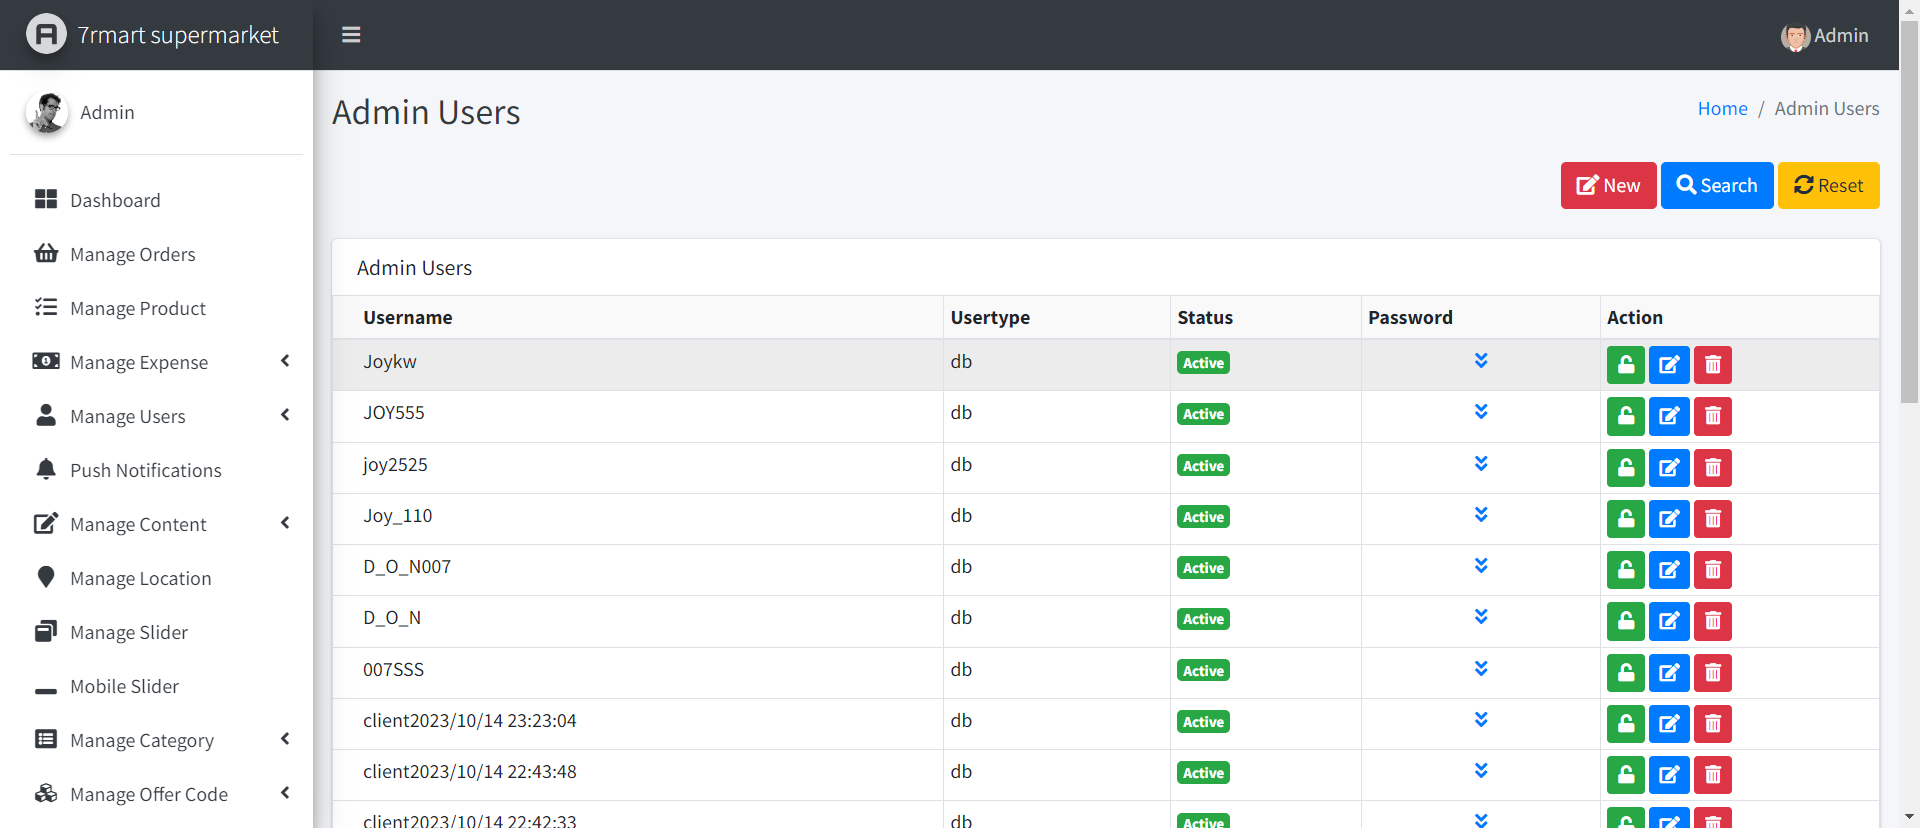 7rmart supermarket
Admin
Admin
Dashboard
Manage Orders
Manage Product
Manage Expense
Manage Users
Push Notifications
Manage Content
Manage Location
Manage Slider
Mobile Slider
Manage Category
Manage Offer Code
Admin Users
Home / Admin Users
New Search Reset
Admin Users
Username Usertype Status Password Action
Joykw db Active
JOY555 db Active
joy2525 db Active
Joy_110 db Active
D_O_N007 db Active
D_O_N db Active
007SSS db Active
client2023/10/14 23:23:04 db Active
client2023/10/14 22:43:48 db Active
client2023/10/14 22:42:33 db Active